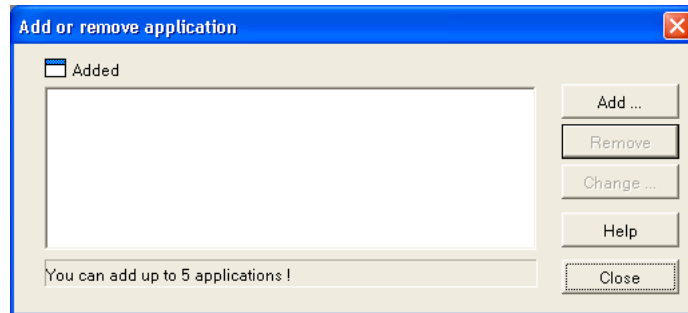 Add or remove application
Added
Add ...
Remove
Change ...
Help
You can add up to 5 applications !
Close